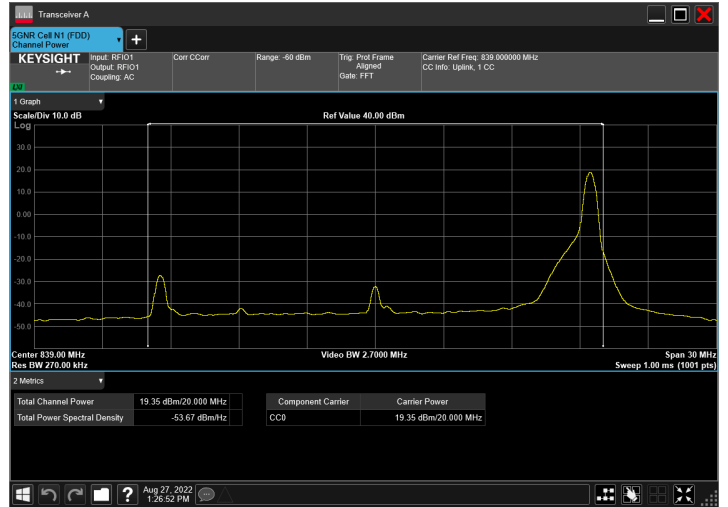 Transceiver A
5GNR Cell N1 (FDD)
Channel Power
KEYSIGHT
Input: RFIO1
Output: RFIO1
Coupling: AC
Corr CCorr
Range: -60 dBm
Trig: Prot Frame
Aligned
Gate: FFT
Carrier Ref Freq: 839.000000 MHz
CC Info: Uplink, 1 CC
LXI
1 Graph
Scale/Div 10.0 dB
Ref Value 40.00 dBm
Log
30.0
20.0
10.0
0.00
-10.0
-20.0
-30.0
-40.0
-50.0
Center 839.00 MHz
Video BW 2.7000 MHz
Span 30 MHz
Res BW 270.00 kHz
Sweep 1.00 ms (1001 pts)
2 Metrics
Total Channel Power 19.35 dBm/20.000 MHz
Total Power Spectral Density -53.67 dBm/Hz
Component Carrier Carrier Power
CC0 19.35 dBm/20.000 MHz
Aug 27, 2022
1:26:52 PM